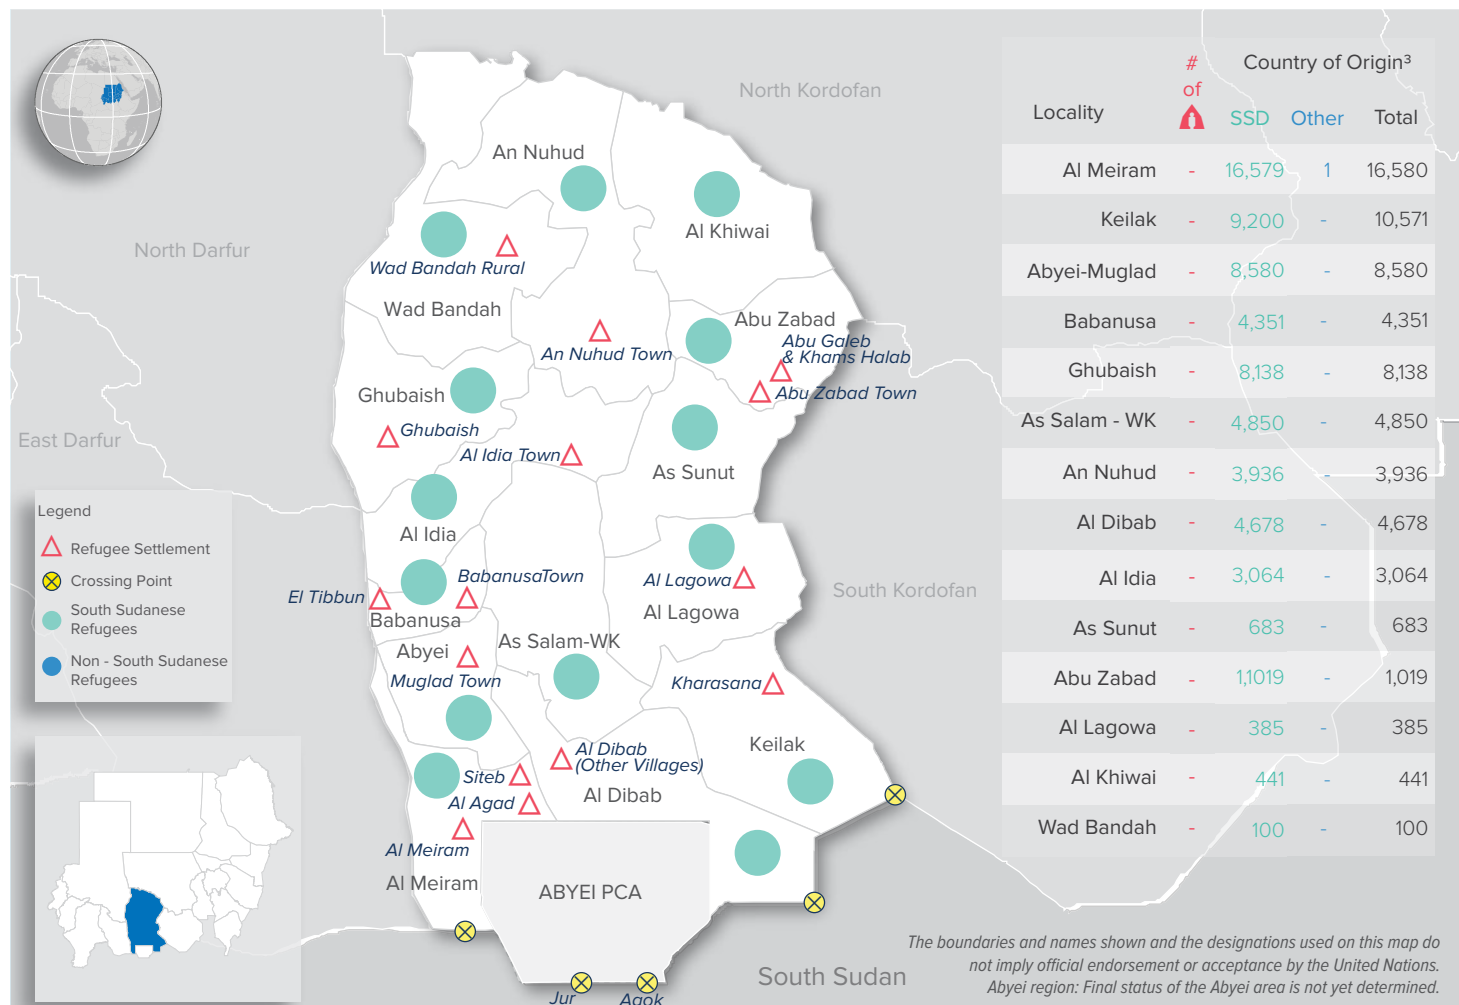 North Kordofan
An Nuhud
Al Khiwai
North Darfur
Wad Bandah Rural
Wad Bandah
Abu Zabad
An Nuhud Town
Abu Galeb
& Khams Halab
Ghubaish
Abu Zabad Town
Ghubaish
East Darfur
Al Idia Town
As Sunut
Al Idia
BabanusaTown
Al Lagowa
El Tibbun
South Kordofan
Babanusa
Al Lagowa
As Salam-WK
Abyei
Muglad Town
Kharasana
Keilak
Al Dibab
(Other Villages)
Siteb
Al Dibab
Al Agad
Al Meiram
Al Meiram
ABYEI PCA
South Sudan
Jur
Agok
Legend
Refugee Settlement
Crossing Point
South Sudanese
Refugees
Non - South Sudanese
Refugees
# of
Country of Origin³
Locality SSD Other Total
Al Meiram - 16,579 1 16,580
Keilak - 9,200 - 10,571
Abyei-Muglad - 8,580 - 8,580
Babanusa - 4,351 - 4,351
Ghubaish - 8,138 - 8,138
As Salam - WK - 4,850 - 4,850
An Nuhud - 3,936 - 3,936
Al Dibab - 4,678 - 4,678
Al Idia - 3,064 - 3,064
As Sunut - 683 - 683
Abu Zabad - 1,1019 - 1,019
Al Lagowa - 385 - 385
Al Khiwai - 441 - 441
Wad Bandah - 100 - 100
The boundaries and names shown and the designations used on this map do
not imply official endorsement or acceptance by the United Nations.
Abyei region: Final status of the Abyei area is not yet determined.